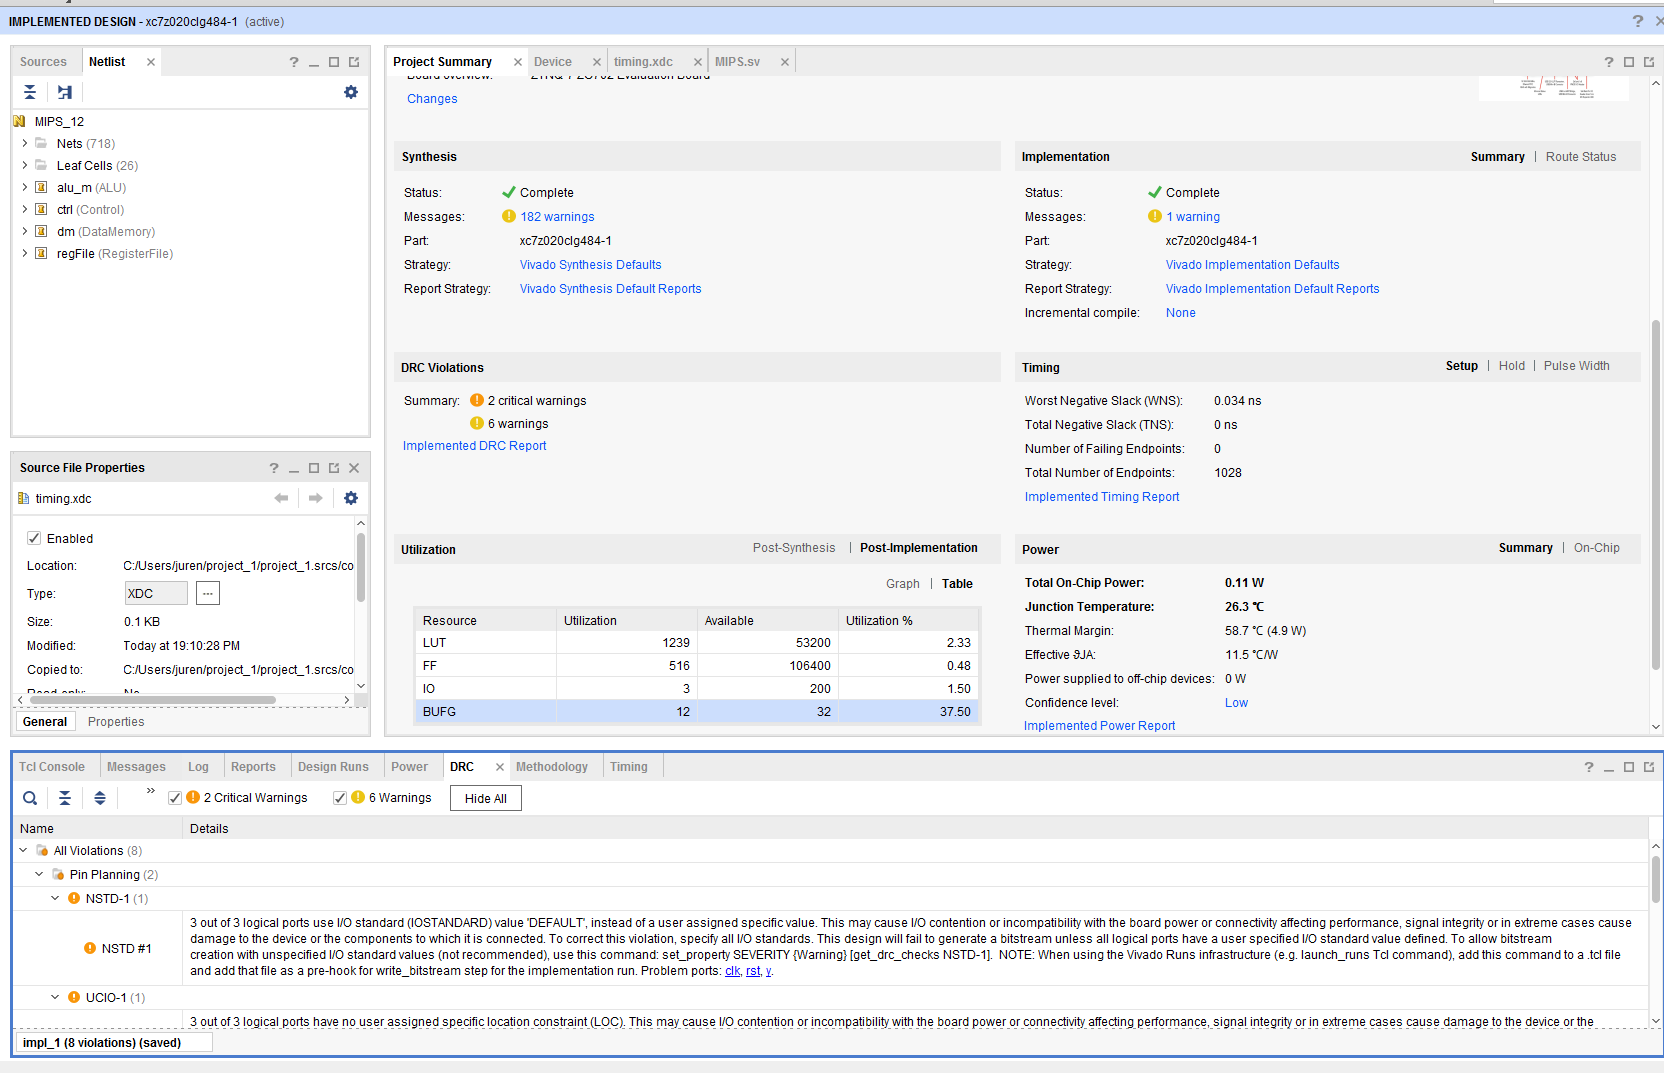 IMPLEMENTED DESIGN - xc7z020clg484-1 (active)
Sources
Netlist
MIPS_12
Nets (718)
Leaf Cells (26)
alu_m (ALU)
ctrl (Control)
dm (DataMemory)
regFile (RegisterFile)
Source File Properties
timing.xdc
Enabled
Location: C:/Users/juren/project_1/project_1.srcs/co
Type: XDC ...
Size: 0.1 KB
Modified: Today at 19:10:28 PM
Copied to: C:/Users/juren/project_1/project_1.srcs/co
Read-only: No
General Properties
Project Summary Device timing.xdc MIPS.sv
Board overview: ZYNQ-7 ZC702 Evaluation Board
Changes
Synthesis
Status: Complete
Messages: 182 warnings
Part: xc7z020clg484-1
Strategy: Vivado Synthesis Defaults
Report Strategy: Vivado Synthesis Default Reports
Implementation Summary | Route Status
Status: Complete
Messages: 1 warning
Part: xc7z020clg484-1
Strategy: Vivado Implementation Defaults
Report Strategy: Vivado Implementation Default Reports
Incremental compile: None
DRC Violations
Summary: 2 critical warnings
6 warnings
Implemented DRC Report
Timing Setup | Hold | Pulse Width
Worst Negative Slack (WNS): 0.034 ns
Total Negative Slack (TNS): 0 ns
Number of Failing Endpoints: 0
Total Number of Endpoints: 1028
Implemented Timing Report
Utilization Post-Synthesis | Post-Implementation
Graph | Table
Resource Utilization Available Utilization %
LUT 1239 53200 2.33
FF 516 106400 0.48
IO 3 200 1.50
BUFG 12 32 37.50
Power Summary | On-Chip
Total On-Chip Power: 0.11 W
Junction Temperature: 26.3 ℃
Thermal Margin: 58.7 ℃ (4.9 W)
Effective ϑJA: 11.5 ℃/W
Power supplied to off-chip devices: 0 W
Confidence level: Low
Implemented Power Report
Tcl Console Messages Log Reports Design Runs Power DRC Methodology Timing
2 Critical Warnings 6 Warnings Hide All
Name Details
All Violations (8)
Pin Planning (2)
NSTD-1 (1)
NSTD #1
3 out of 3 logical ports use I/O standard (IOSTANDARD) value 'DEFAULT', instead of a user assigned specific value. This may cause I/O contention or incompatibility with the board power or connectivity affecting performance, signal integrity or in extreme cases cause
damage to the device or the components to which it is connected. To correct this violation, specify all I/O standards. This design will fail to generate a bitstream unless all logical ports have a user specified I/O standard value defined. To allow bitstream
creation with unspecified I/O standard values (not recommended), use this command: set_property SEVERITY {Warning} [get_drc_checks NSTD-1]. NOTE: When using the Vivado Runs infrastructure (e.g. launch_runs Tcl command), add this command to a .tcl file
and add that file as a pre-hook for write_bitstream step for the implementation run. Problem ports: clk, rst, y.
UCIO-1 (1)
3 out of 3 logical ports have no user assigned specific location constraint (LOC). This may cause I/O contention or incompatibility with the board power or connectivity affecting performance, signal integrity or in extreme cases cause damage to the device or the
impl_1 (8 violations) (saved)